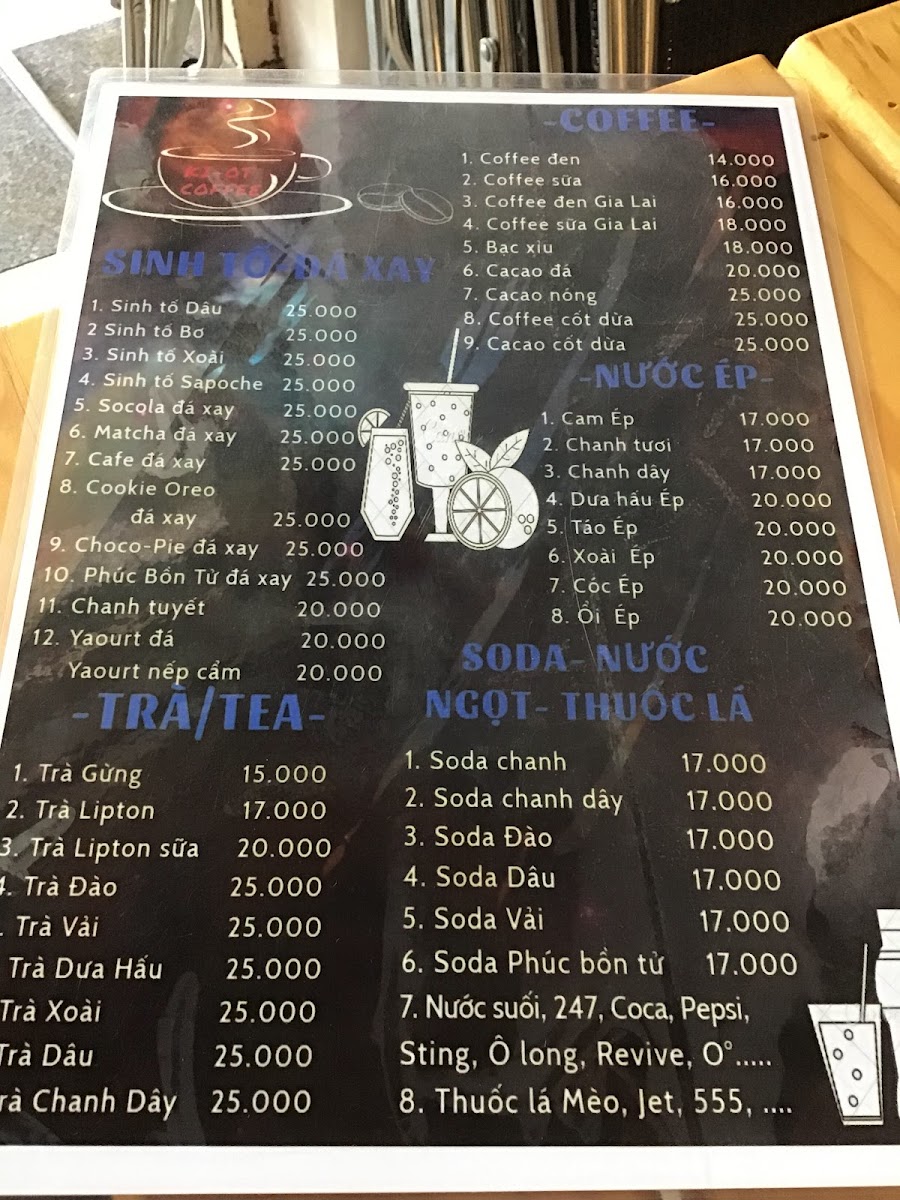 KI-OT
COFFEE
SINH TỐ-ĐÁ XAY
1. Sinh tố Dâu 25.000
2 Sinh tố Bơ 25.000
3. Sinh tố Xoài 25.000
4. Sinh tố Sapoche 25.000
5. Socola đá xay 25.000
6. Matcha đá xay 25.000
7. Cafe đá xay 25.000
8. Cookie Oreo
đá xay 25.000
9. Choco-Pie đá xay 25.000
10. Phúc Bồn Tử đá xay 25.000
11. Chanh tuyết 20.000
12. Yaourt đá 20.000
Yaourt nếp cẩm 20.000
-TRÀ/TEA-
1. Trà Gừng 15.000
2. Trà Lipton 17.000
3. Trà Lipton sữa 20.000
4. Trà Đào 25.000
. Trà Vải 25.000
Trà Dưa Hấu 25.000
Trà Xoài 25.000
Trà Dâu 25.000
rà Chanh Dây 25.000
-COFFEE-
1. Coffee đen 14.000
2. Coffee sữa 16.000
3. Coffee đen Gia Lai 16.000
4. Coffee sữa Gia Lai 18.000
5. Bạc xịu 18.000
6. Cacao đá 20.000
7. Cacao nóng 25.000
8. Coffee cốt dừa 25.000
9. Cacao cốt dừa 25.000
-NƯỚC ÉP-
1. Cam Ép 17.000
2. Chanh tươi 17.000
3. Chanh dây 17.000
4. Dưa hấu Ép 20.000
5. Táo Ép 20.000
6. Xoài Ép 20.000
7. Cóc Ép 20.000
8. Ổi Ép 20.000
SODA- NƯỚC
NGỌT- THUỐC LÁ
1. Soda chanh 17.000
2. Soda chanh dây 17.000
3. Soda Đào 17.000
4. Soda Dâu 17.000
5. Soda Vải 17.000
6. Soda Phúc bồn tử 17.000
7. Nước suối, 247, Coca, Pepsi,
Sting, Ô long, Revive, O°.....
8. Thuốc lá Mèo, Jet, 555, ....